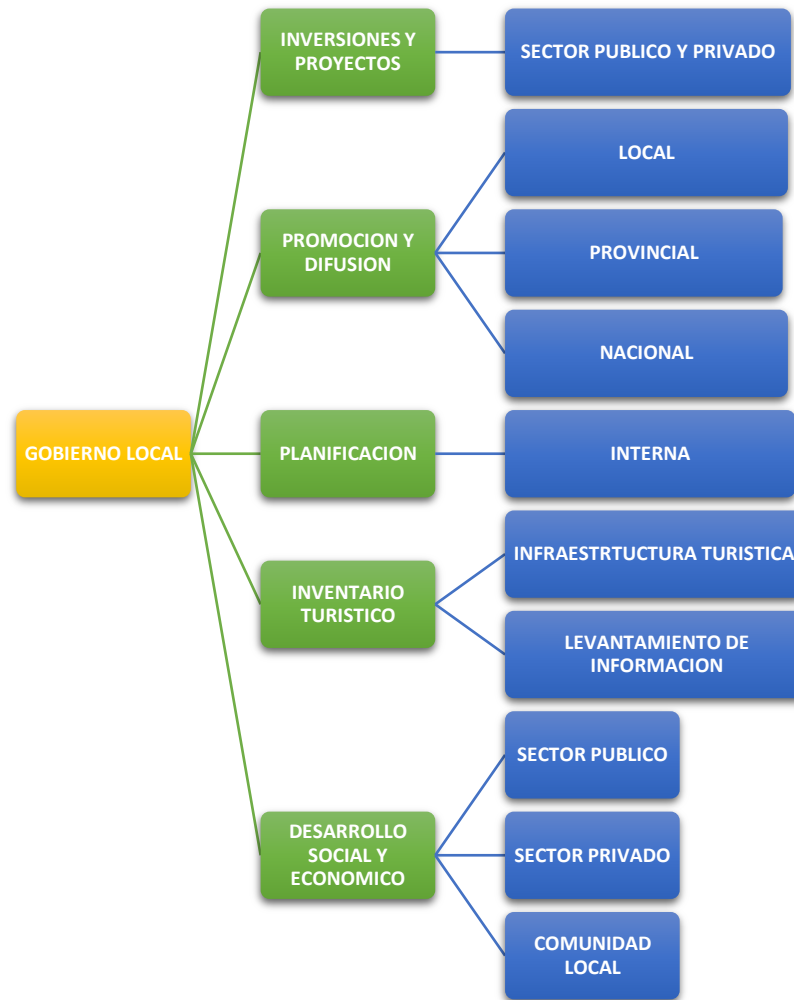 INVERSIONES Y
PROYECTOS
SECTOR PUBLICO Y PRIVADO
LOCAL
PROMOCION Y
DIFUSION
PROVINCIAL
NACIONAL
GOBIERNO LOCAL
PLANIFICACION
INTERNA
INFRAESTRTUCTURA TURISTICA
INVENTARIO
TURISTICO
LEVANTAMIENTO DE
INFORMACION
SECTOR PUBLICO
DESARROLLO
SOCIAL Y
ECONOMICO
SECTOR PRIVADO
COMUNIDAD
LOCAL